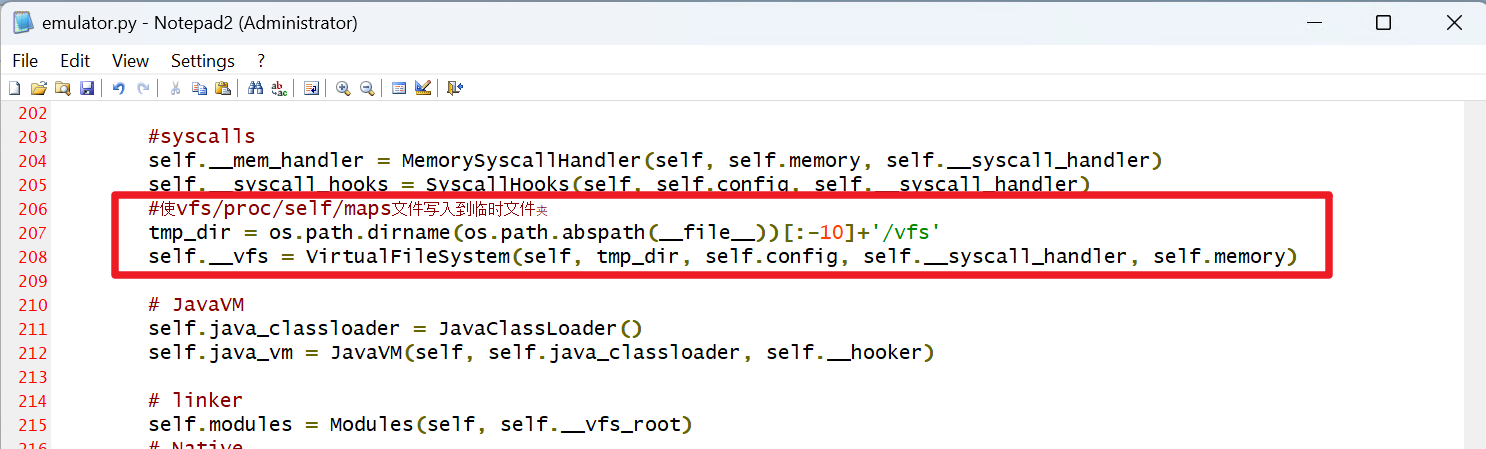 emulator.py - Notepad2 (Administrator)
File Edit View Settings ?
202
203 #syscalls
204 self.__mem_handler = MemorySyscallHandler(self, self.memory, self.__syscall_handler)
205 self.__syscall_hooks = SyscallHooks(self, self.config, self.__syscall_handler)
206 #使vfs/proc/self/maps文件写入到临时文件夹
207 tmp_dir = os.path.dirname(os.path.abspath(__file__))[:-10]+'/vfs'
208 self.__vfs = VirtualFileSystem(self, tmp_dir, self.config, self.__syscall_handler, self.memory)
209
210 # JavaVM
211 self.java_classloader = JavaClassLoader()
212 self.java_vm = JavaVM(self, self.java_classloader, self.__hooker)
213
214 # linker
215 self.modules = Modules(self, self.__vfs_root)
216 # Native